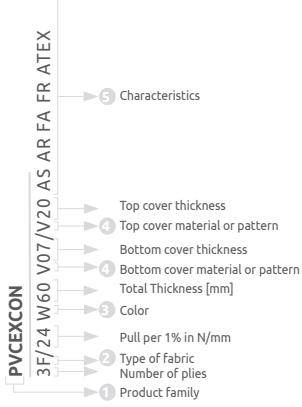 PVCEXCON
3F/24 W60 V07/V20 AS AR FA FR ATEX
5 Characteristics
Top cover thickness
4 Top cover material or pattern
Bottom cover thickness
4 Bottom cover material or pattern
Total Thickness [mm]
3 Color
Pull per 1% in N/mm
2 Type of fabric
Number of plies
1 Product family